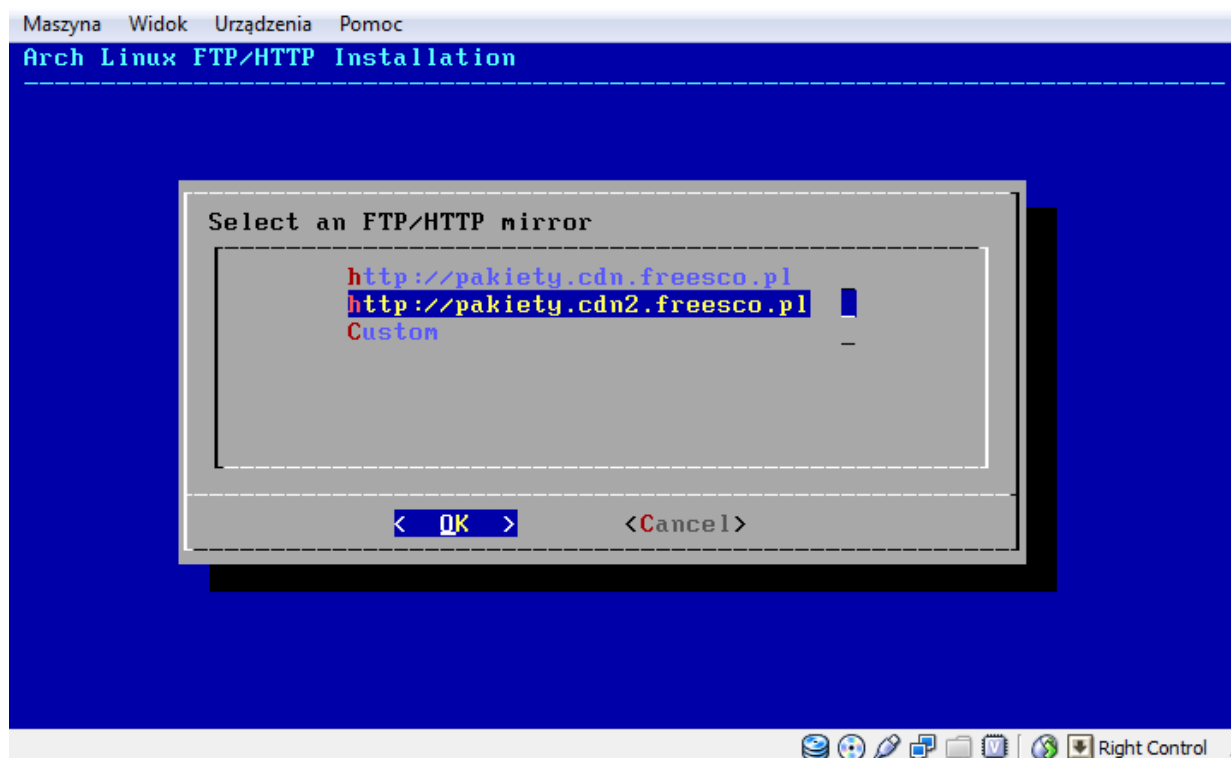 Maszyna Widok Urządzenia Pomoc
Arch Linux FTP/HTTP Installation
Select an FTP/HTTP mirror
http://pakiety.cdn.freesco.pl
http://pakiety.cdn2.freesco.pl
Custom
< OK > <Cancel>
Right Control